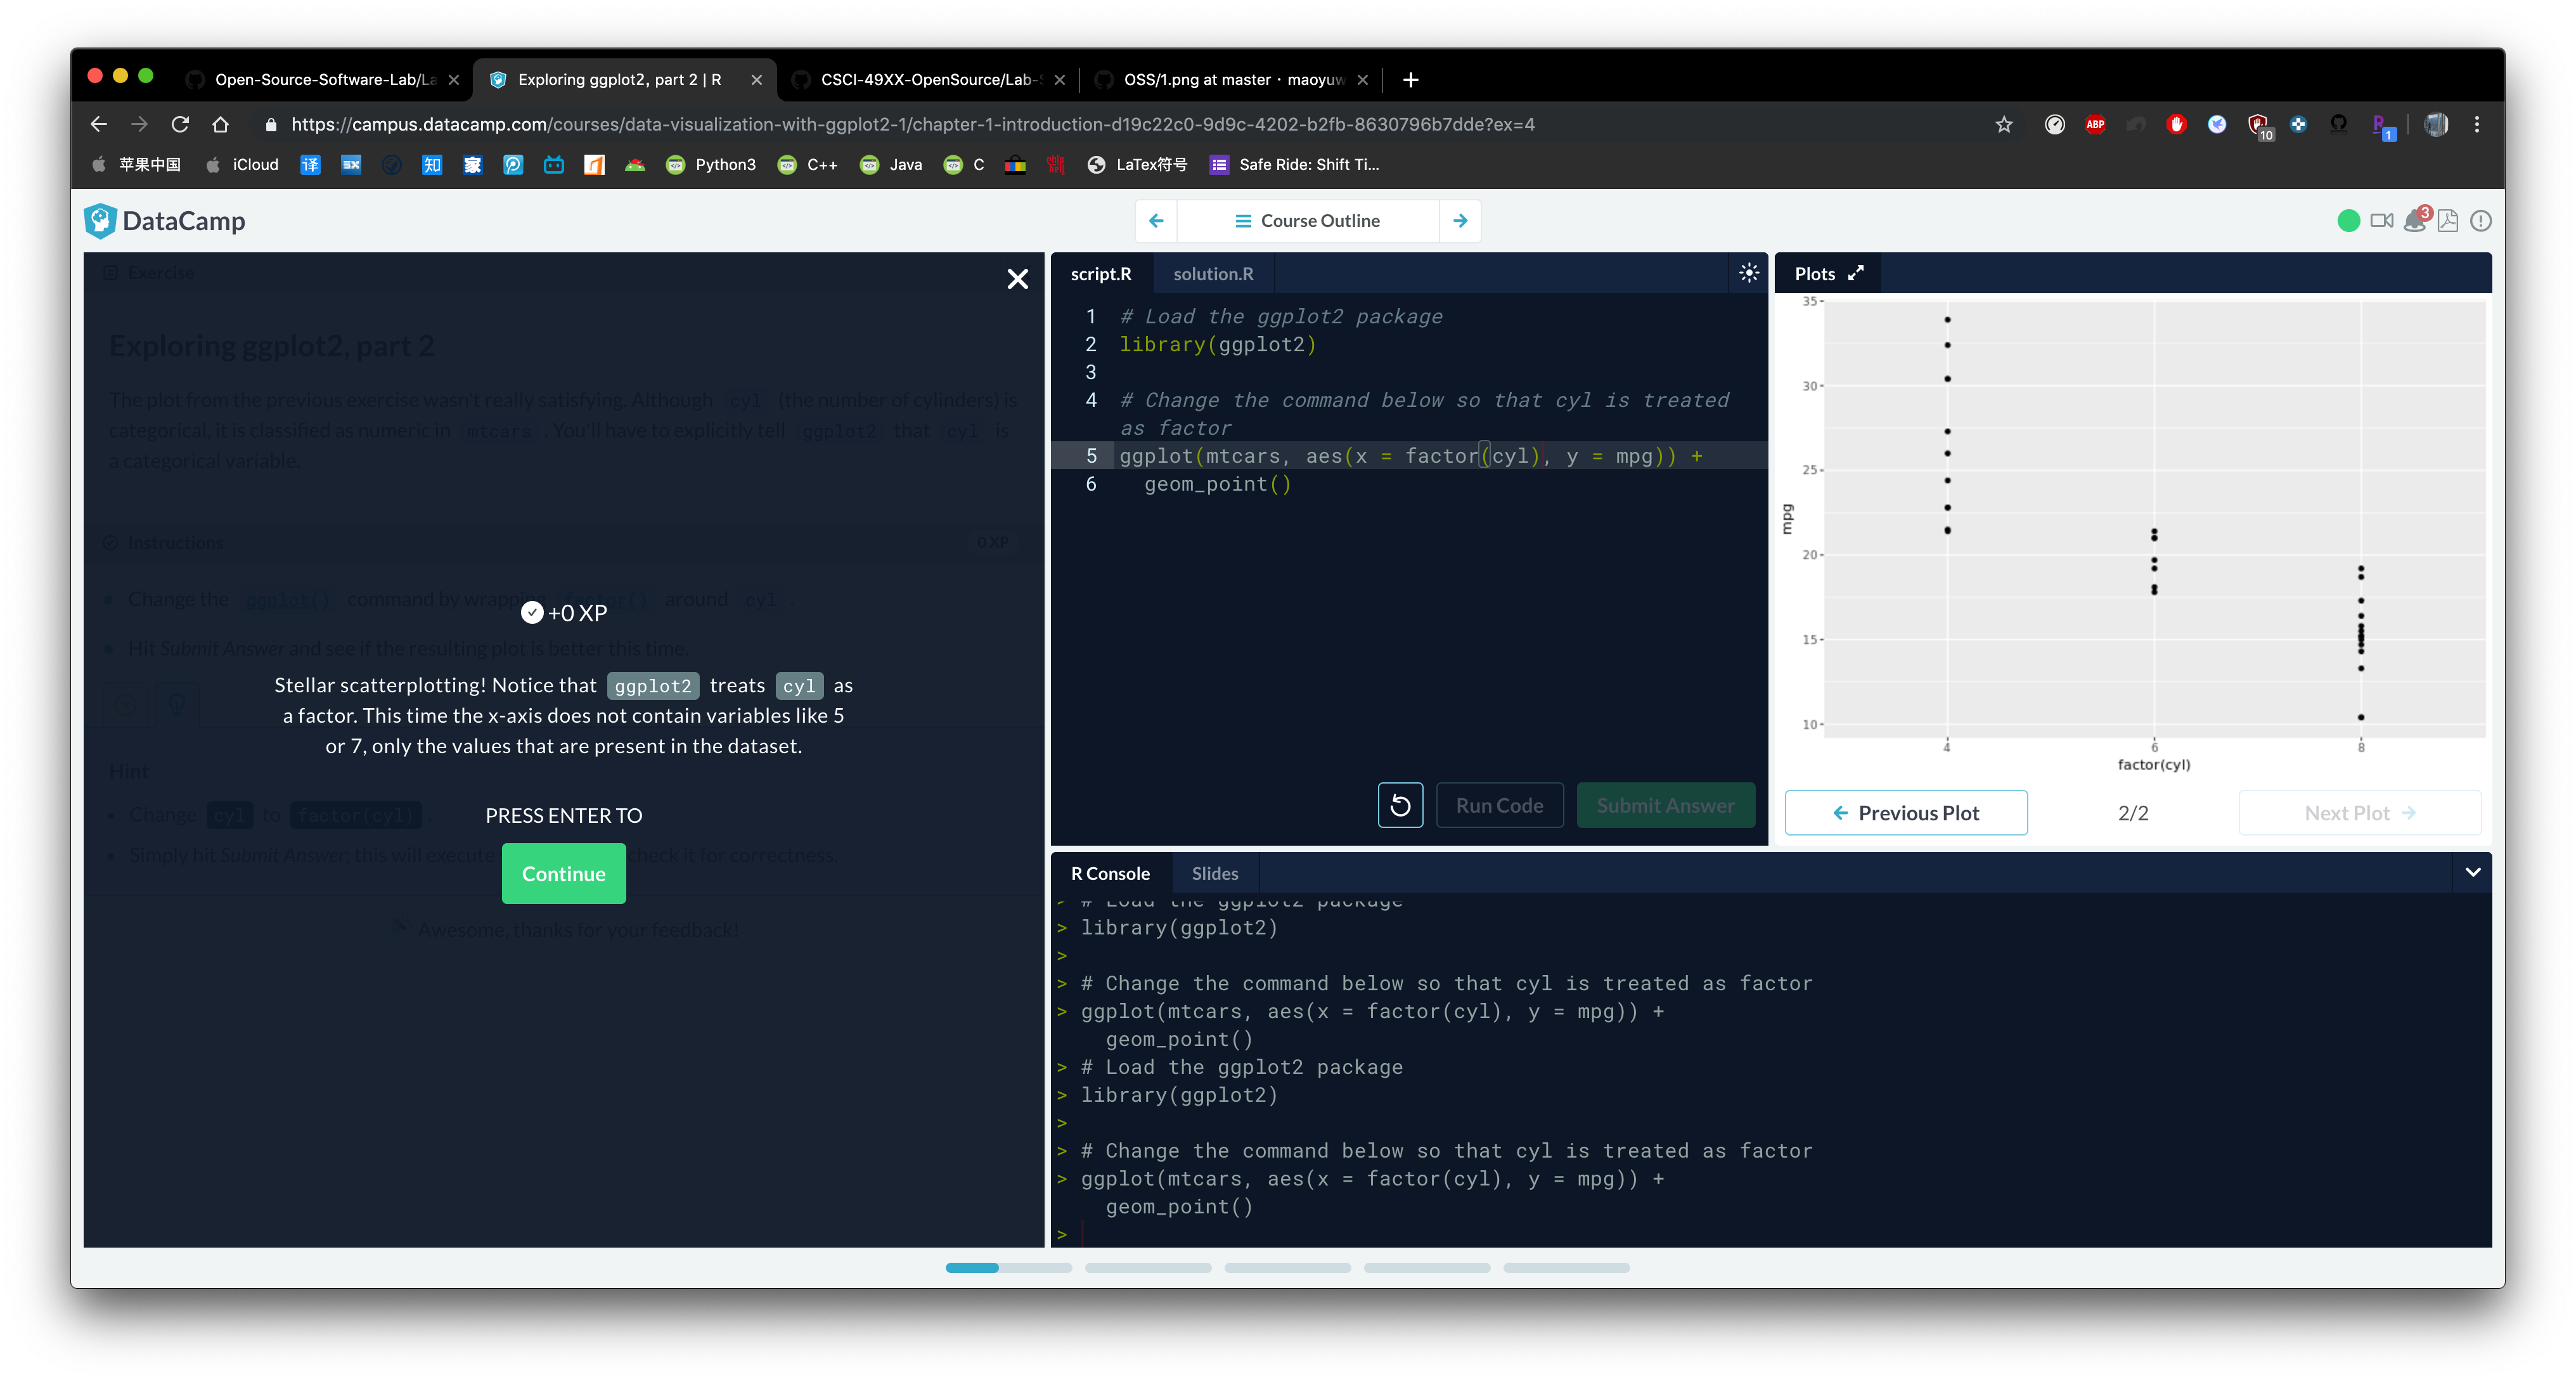 Open-Source-Software-Lab/La
Exploring ggplot2, part 2 | R
CSCI-49XX-OpenSource/Lab-
OSS/1.png at master · maoyuw
https://campus.datacamp.com/courses/data-visualization-with-ggplot2-1/chapter-1-introduction-d19c22c0-9d9c-4202-b2fb-8630796b7dde?ex=4
ABP
10
1
苹果中国
iCloud
译
5X
知
家
Python3
C++
Java
C
LaTex符号
Safe Ride: Shift Ti...
DataCamp
Course Outline
3
Exercise
Exploring ggplot2, part 2
The plot from the previous exercise wasn't really satisfying. Although cyl (the number of cylinders) is
categorical, it is classified as numeric in mtcars . You'll have to explicitly tell ggplot2 that cyl is
a categorical variable.
Instructions
0 XP
Change the ggplot() command by wrapping factor() around cyl .
Hit Submit Answer and see if the resulting plot is better this time.
+0 XP
Stellar scatterplotting! Notice that ggplot2 treats cyl as
a factor. This time the x-axis does not contain variables like 5
or 7, only the values that are present in the dataset.
Hint
Change cyl to factor(cyl) .
Simply hit Submit Answer; this will execute check it for correctness.
PRESS ENTER TO
Continue
Awesome, thanks for your feedback!
script.R
solution.R
1 # Load the ggplot2 package
2 library(ggplot2)
3
4 # Change the command below so that cyl is treated
as factor
5 ggplot(mtcars, aes(x = factor(cyl), y = mpg)) +
6 geom_point()
Run Code
Submit Answer
Plots
35
30
25
20
15
10
mpg
4
6
8
factor(cyl)
Previous Plot
2/2
Next Plot
R Console
Slides
> # Load the ggplot2 package
> library(ggplot2)
>
> # Change the command below so that cyl is treated as factor
> ggplot(mtcars, aes(x = factor(cyl), y = mpg)) +
geom_point()
> # Load the ggplot2 package
> library(ggplot2)
>
> # Change the command below so that cyl is treated as factor
> ggplot(mtcars, aes(x = factor(cyl), y = mpg)) +
geom_point()
>